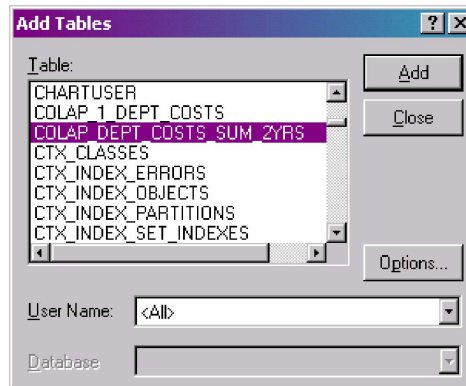 Add Tables
Table:
CHARTUSER
COLAP_1_DEPT_COSTS
COLAP_DEPT_COSTS_SUM_2YRS
CTX_CLASSES
CTX_INDEX_ERRORS
CTX_INDEX_OBJECTS
CTX_INDEX_PARTITIONS
CTX_INDEX_SET_INDEXES
Add
Close
Options...
User Name:
<All>
Database